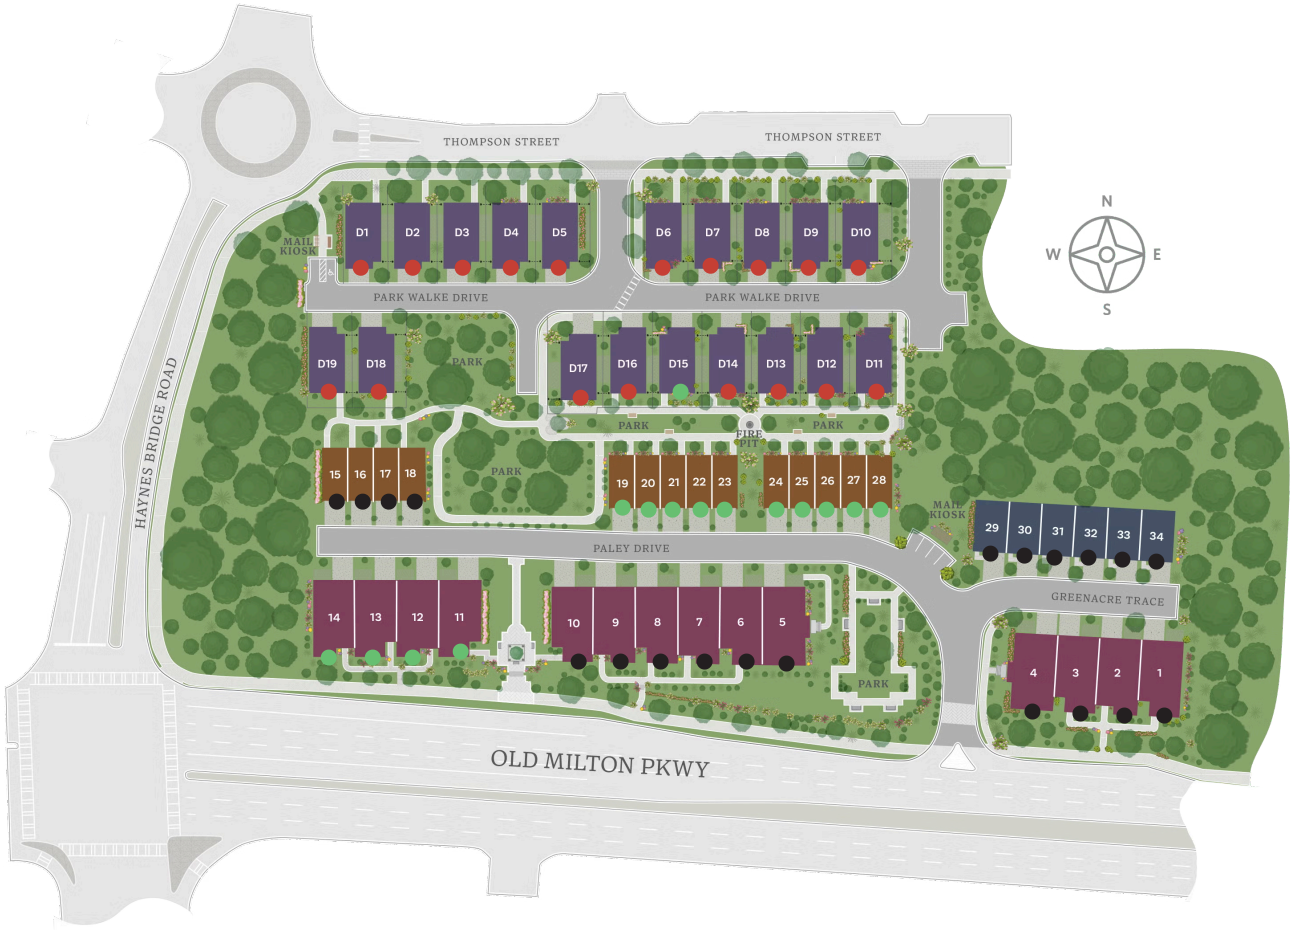 THOMPSON STREET
THOMPSON STREET
N
W
E
S
D1
D2
D3
D4
D5
D6
D7
D8
D9
D10
MAIL
KIOSK
PARK WALKE DRIVE
PARK WALKE DRIVE
D19
D18
PARK
D17
D16
D15
D14
D13
D12
D11
HAYNES BRIDGE ROAD
PARK
FIRE
PIT
PARK
15
16
17
18
PARK
19
20
21
22
23
24
25
26
27
28
MAIL
KIOSK
29
30
31
32
33
34
PALEY DRIVE
GREENACRE TRACE
14
13
12
11
10
9
8
7
6
5
PARK
4
3
2
1
OLD MILTON PKWY